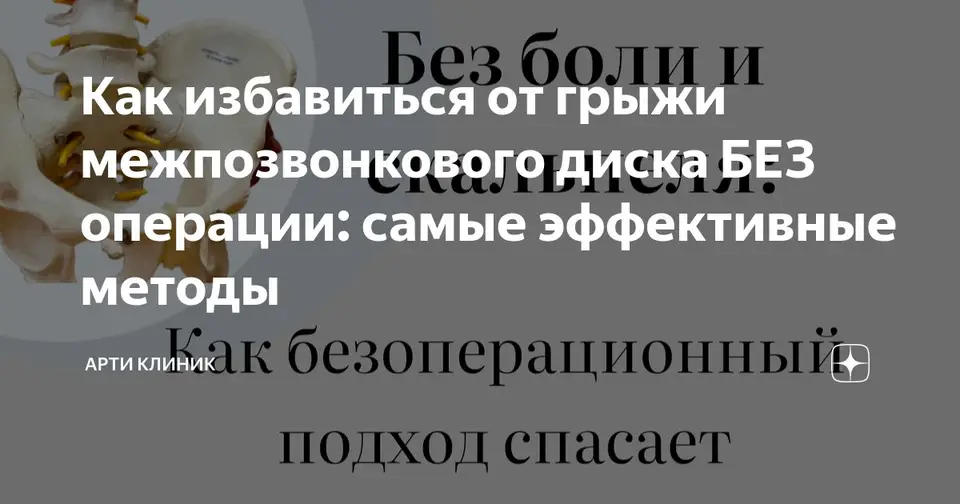 Без боли и
скальпеля:
Как избавиться от грыжи
межпозвонкового диска БЕЗ
операции: самые эффективные
методы
АРТИ КЛИНИК
Как безоперационный
подход спасает